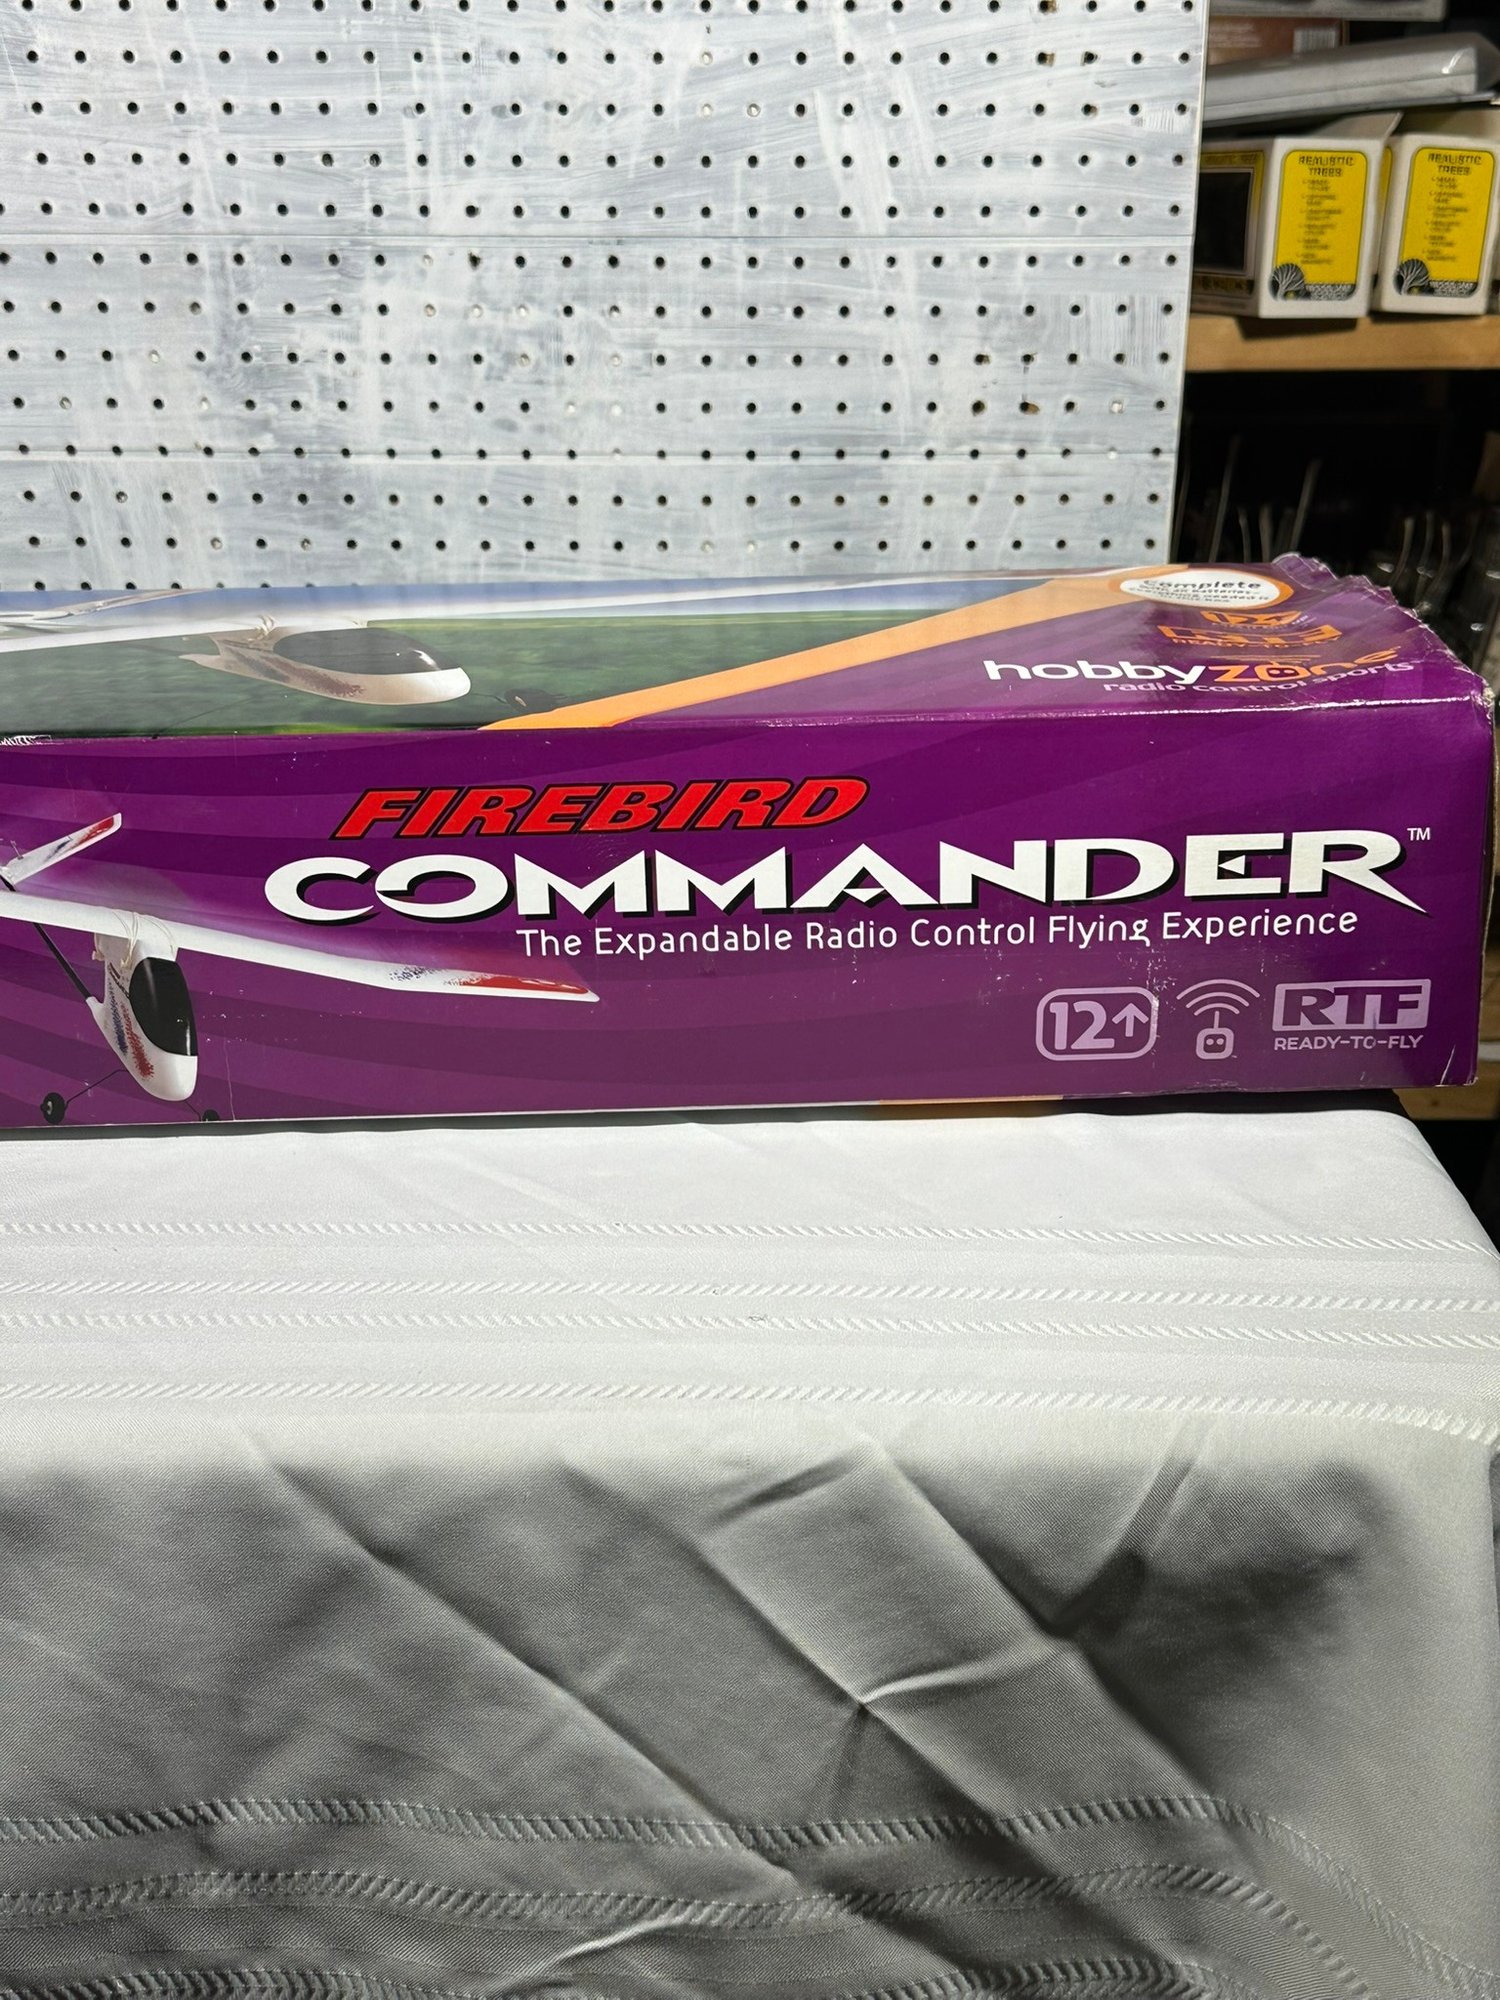 REALISTIC
TREES
REALISTIC
TREES
Complete
hobbyzone
radio control sports
FIREBIRD
COMMANDER™
The Expandable Radio Control Flying Experience
12↑
RTF
READY-TO-FLY